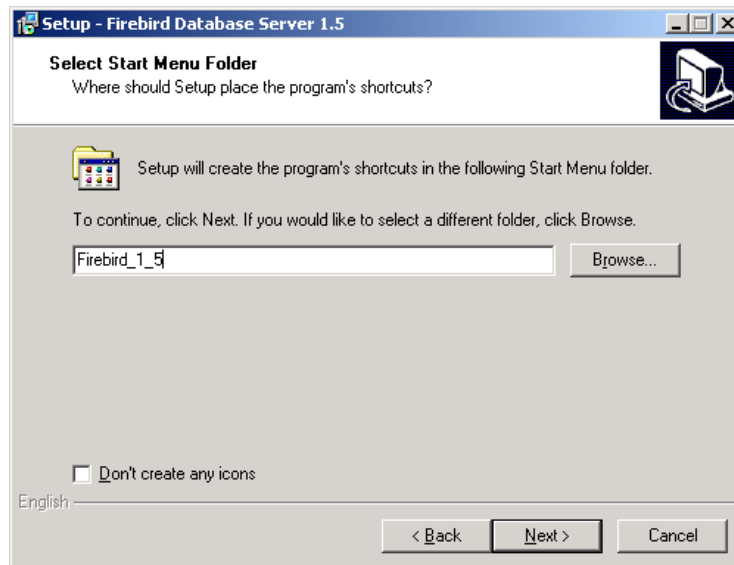 Setup - Firebird Database Server 1.5
Select Start Menu Folder
Where should Setup place the program's shortcuts?
Setup will create the program's shortcuts in the following Start Menu folder.
To continue, click Next. If you would like to select a different folder, click Browse.
Firebird_1_5
Browse...
Don't create any icons
English
< Back
Next >
Cancel